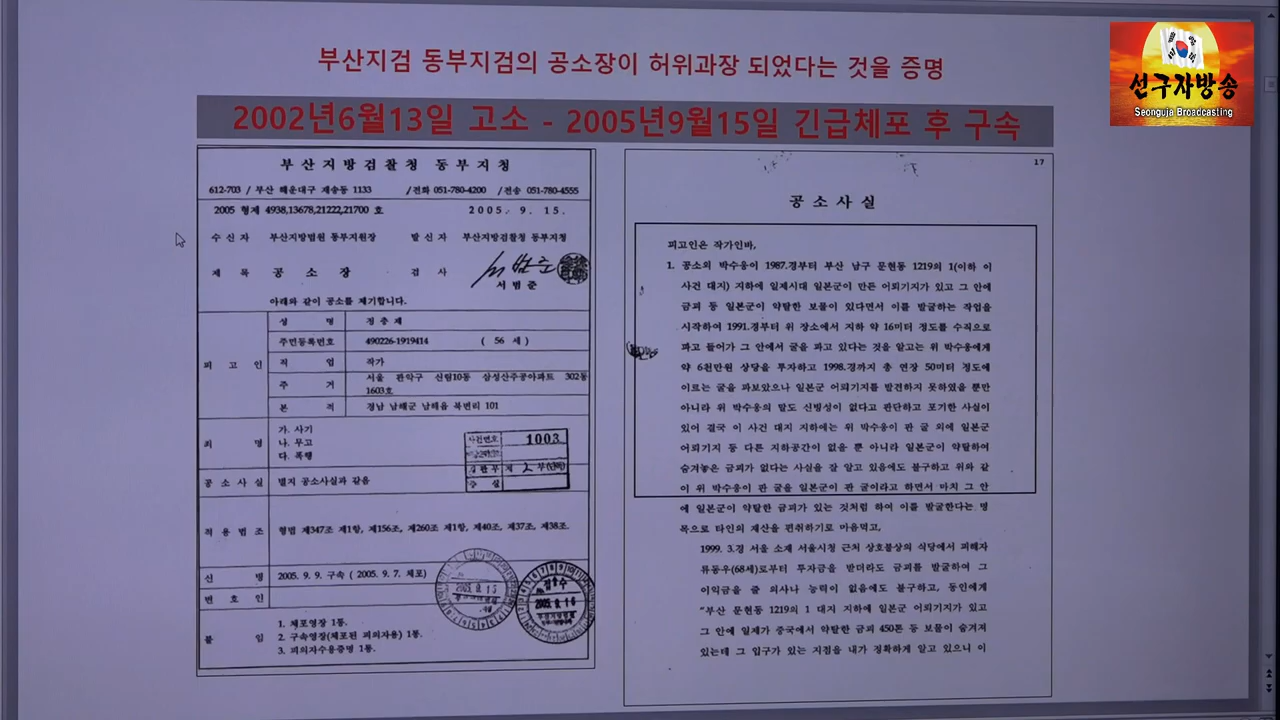 부산지검 동부지검의 공소장이 허위과장 되었다는 것을 증명
선구자방송
Seonguja Broadcasting
2002년6월13일 고소 - 2005년9월15일 긴급체포 후 구속
부산지방검찰청 동부지청
612-703 / 부산 해운대구 재송동 1133 /전화 051-780-4200 /전송 051-780-4555
2005 형제 4938,13678,21222,21700 호 2005. 9. 15.
수신자 부산지방법원 동부지원장 발신자 부산지방검찰청 동부지청
제목 공소장 검사 서범준
아래와 같이 공소를 제기합니다.
피고인
성명 정충제
주민등록번호 490226-1919414 ( 56 세 )
직업 작가
주거 서울 관악구 신림10동 삼성산주공아파트 302동
1603호
본적 경남 남해군 남해읍 북변리 101
죄명
가. 사기
나. 무고
다. 폭행
사건번호 1003
제 2 부
주심
공소사실 별지 공소사실과 같음
적용법조 형법 제347조 제1항, 제156조, 제260조 제1항, 제40조, 제37조, 제38조.
신병 2005. 9. 9. 구속 ( 2005. 9. 7. 체포)
변호인
2005. 9. 15
접수
2005. 9. 16
붙임
1. 체포영장 1통.
2. 구속영장(체포된 피의자용) 1통.
3. 피의자수용증명 1통.
17
공소사실
피고인은 작가인바,
1. 공소외 박수웅이 1987.경부터 부산 남구 문현동 1219의 1(이하 이
사건 대지) 지하에 일제시대 일본군이 만든 어뢰기지가 있고 그 안에
금괴 등 일본군이 약탈한 보물이 있다면서 이를 발굴하는 작업을
시작하여 1991.경부터 위 장소에서 지하 약 16미터 정도를 수직으로
파고 들어가 그 안에서 굴을 파고 있다는 것을 알고는 위 박수웅에게
약 6천만원 상당을 투자하고 1998.경까지 총 연장 50미터 정도에
이르는 굴을 파보았으나 일본군 어뢰기지를 발견하지 못하였을 뿐만
아니라 위 박수웅의 말도 신빙성이 없다고 판단하고 포기한 사실이
있어 결국 이 사건 대지 지하에는 위 박수웅이 판 굴 외에 일본군
어뢰기지 등 다른 지하공간이 없을 뿐 아니라 일본군이 약탈하여
숨겨놓은 금괴가 없다는 사실을 잘 알고 있음에도 불구하고 위와 같
이 위 박수웅이 판 굴을 일본군이 판 굴이라고 하면서 마치 그 안
에 일본군이 약탈한 금괴가 있는 것처럼 하여 이를 발굴한다는 명
목으로 타인의 재산을 편취하기로 마음먹고,
1999. 3.경 서울 소재 서울시청 근처 상호불상의 식당에서 피해자
류동우(68세)로부터 투자금을 받더라도 금괴를 발굴하여 그
이익금을 줄 의사나 능력이 없음에도 불구하고, 동인에게
"부산 문현동 1219의 1 대지 지하에 일본군 어뢰기지가 있고
그 안에 일제가 중국에서 약탈한 금괴 450톤 등 보물이 숨겨져
있는데 그 입구가 있는 지점을 내가 정확하게 알고 있으니 이